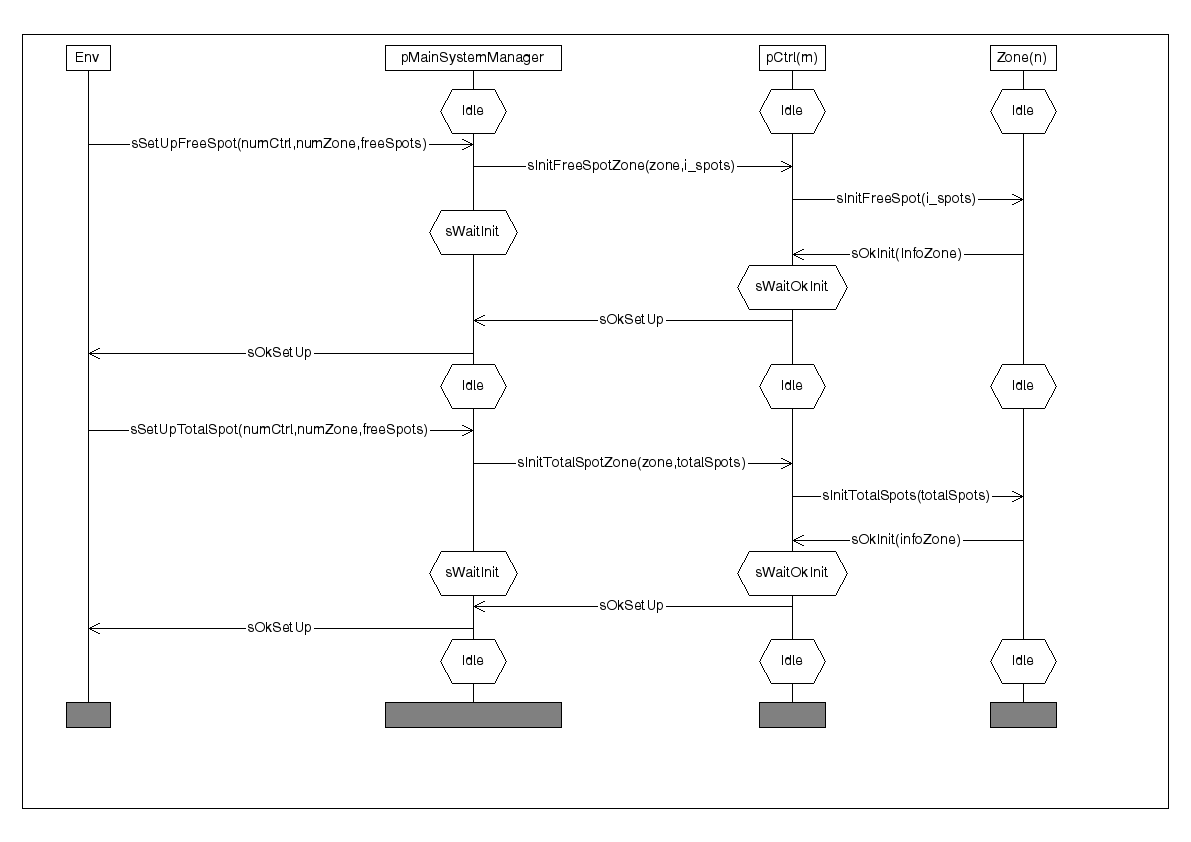 Env
pMainSystemManager
pCtrl(m)
Zone(n)
Idle
Idle
Idle
sSetUpFreeSpot(numCtrl,numZone,freeSpots)
sInitFreeSpotZone(zone,i_spots)
sInitFreeSpot(i_spots)
sWaitInit
sOkInit(InfoZone)
sWaitOkInit
sOkSetUp
sOkSetUp
Idle
Idle
Idle
sSetUpTotalSpot(numCtrl,numZone,freeSpots)
sInitTotalSpotZone(zone,totalSpots)
sInitTotalSpots(totalSpots)
sOkInit(infoZone)
sWaitInit
sWaitOkInit
sOkSetUp
sOkSetUp
Idle
Idle
Idle